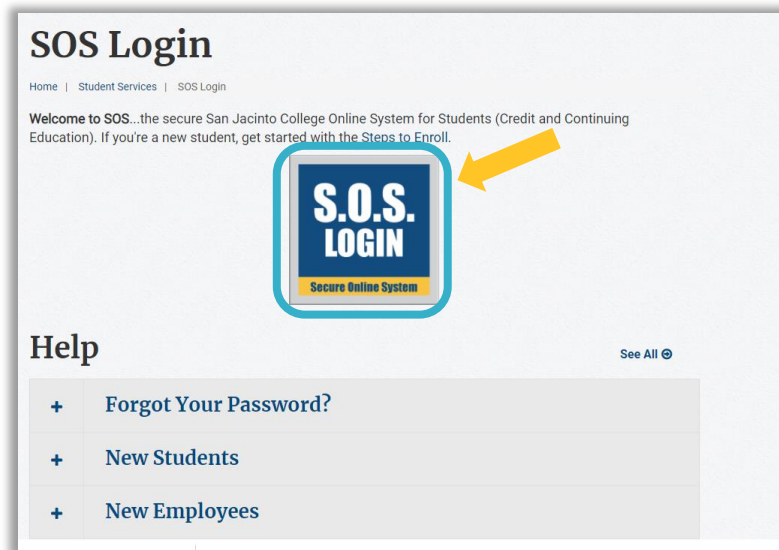 SOS Login
Home | Student Services | SOS Login
Welcome to SOS...the secure San Jacinto College Online System for Students (Credit and Continuing
Education). If you're a new student, get started with the Steps to Enroll.
S.O.S.
LOGIN
Secure Online System
Help
See All
+ Forgot Your Password?
+ New Students
+ New Employees